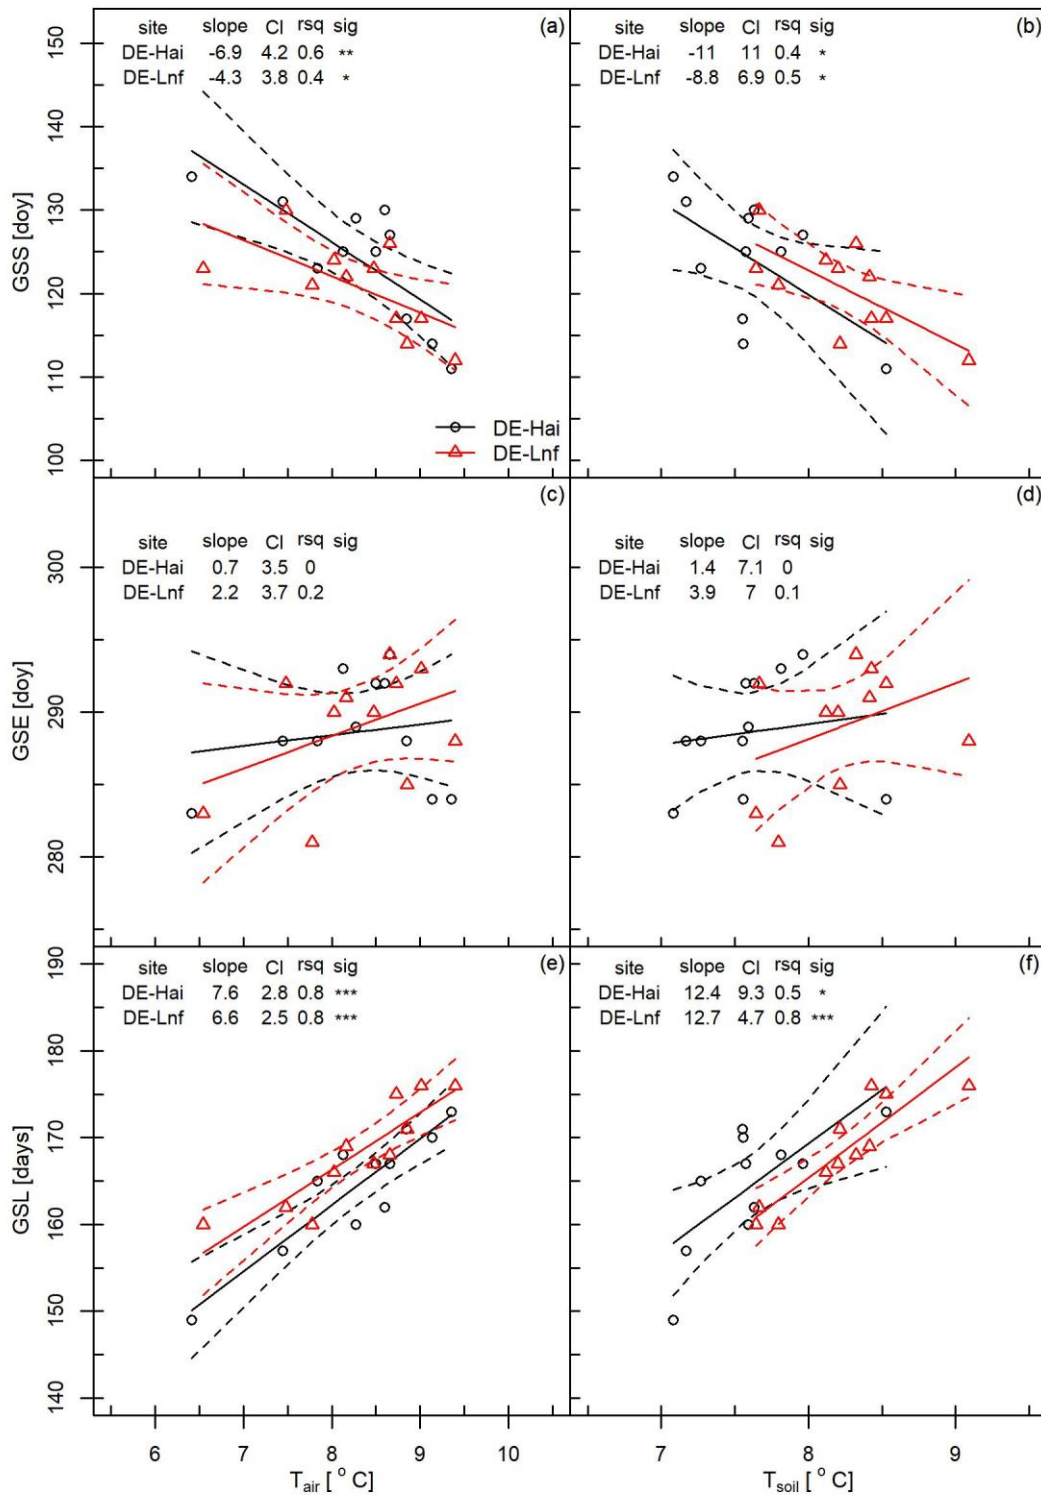 (a)
site slope CI rsq sig
DE-Hai -6.9 4.2 0.6 **
DE-Lnf -4.3 3.8 0.4 *
GSS [doy]
150
140
130
120
110
100
DE-Hai
DE-Lnf
(b)
site slope CI rsq sig
DE-Hai -11 11 0.4 *
DE-Lnf -8.8 6.9 0.5 *
(c)
site slope CI rsq sig
DE-Hai 0.7 3.5 0
DE-Lnf 2.2 3.7 0.2
GSE [doy]
300
290
280
(d)
site slope CI rsq sig
DE-Hai 1.4 7.1 0
DE-Lnf 3.9 7 0.1
(e)
site slope CI rsq sig
DE-Hai 7.6 2.8 0.8 ***
DE-Lnf 6.6 2.5 0.8 ***
GSL [days]
190
180
170
160
150
140
(f)
site slope CI rsq sig
DE-Hai 12.4 9.3 0.5 *
DE-Lnf 12.7 4.7 0.8 ***
6 7 8 9 10
Tair [ ° C]
7 8 9
Tsoil [ ° C]